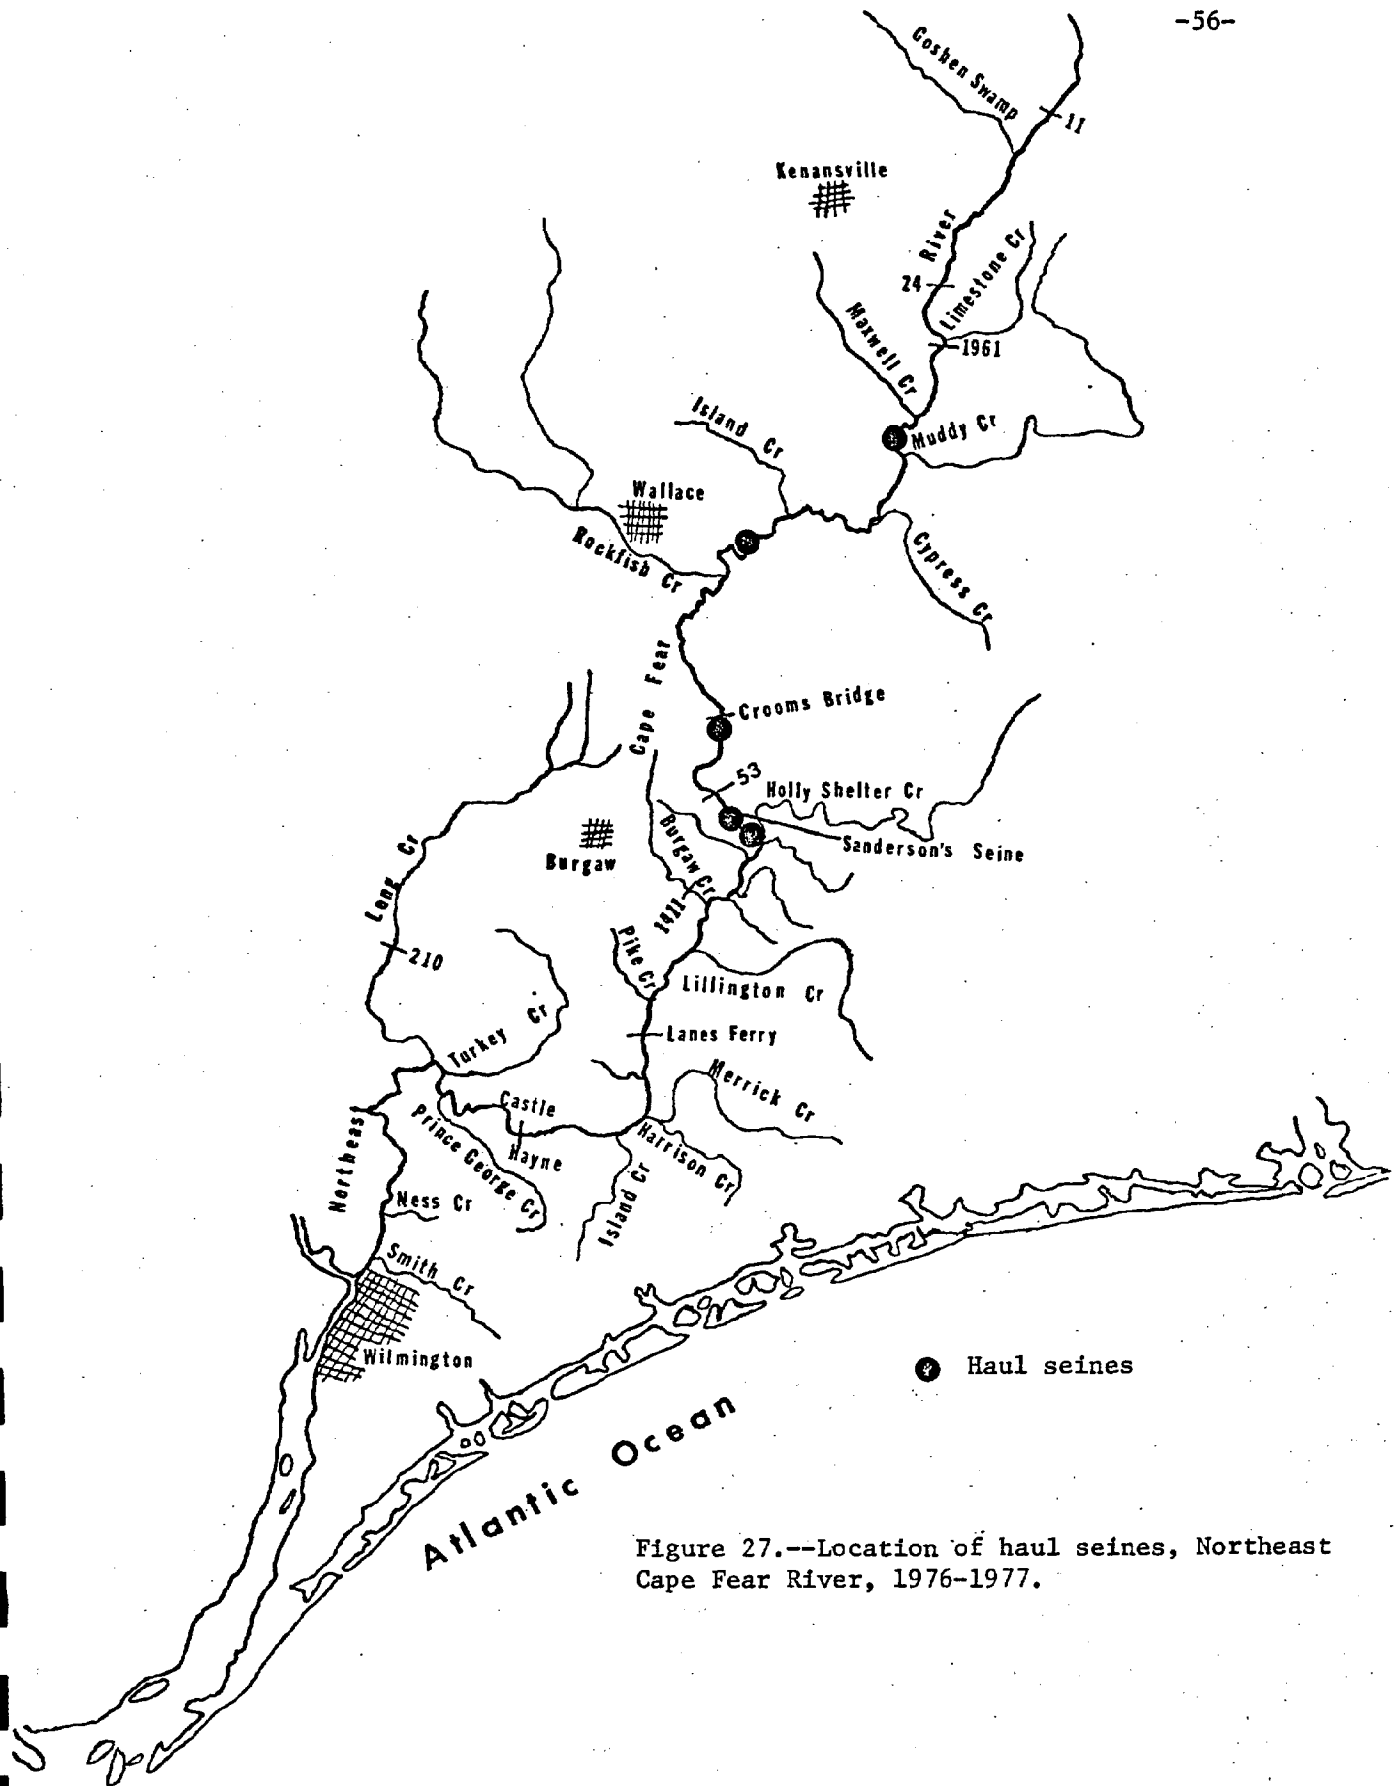 -56-
Goshen Swamp
11
Kenansville
River
24
Limestone Cr
1961
Maxwell Cr
Island Cr
Muddy Cr
Wallace
Rockfish Cr
Cypress Cr
Cape Fear
Crooms Bridge
53
Holly Shelter Cr
Sanderson's Seine
Burgaw
Burgaw Cr
1411
Long Cr
210
Pike Cr
Lillington Cr
Turkey Cr
Lanes Ferry
Merrick Cr
Castle
Hayne
Prince George Cr
Harrison Cr
Island Cr
Northeast
Ness Cr
Smith Cr
Wilmington
Haul seines
Atlantic Ocean
Figure 27.--Location of haul seines, Northeast
Cape Fear River, 1976-1977.